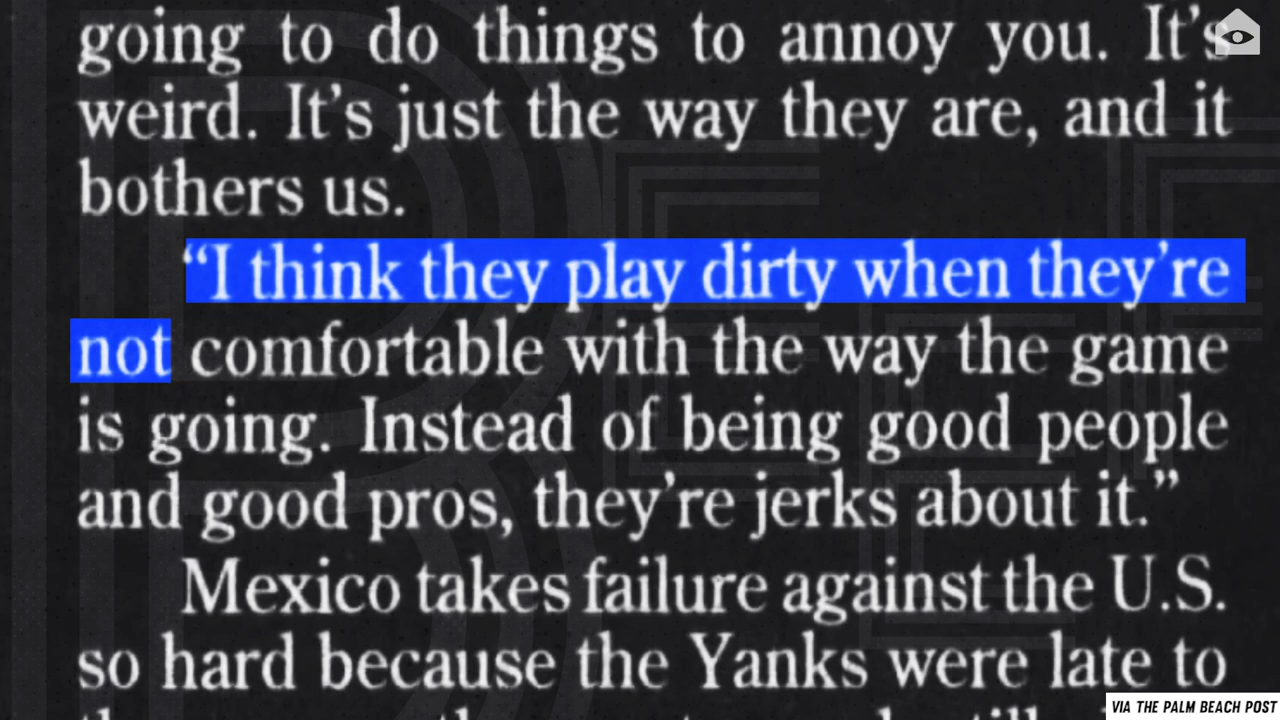 going to do things to annoy you. It's
weird. It's just the way they are, and it
bothers us.
“I think they play dirty when they're
not comfortable with the way the game
is going. Instead of being good people
and good pros, they're jerks about it.”
Mexico takes failure against the U.S.
so hard because the Yanks were late to
VIA THE PALM BEACH POST